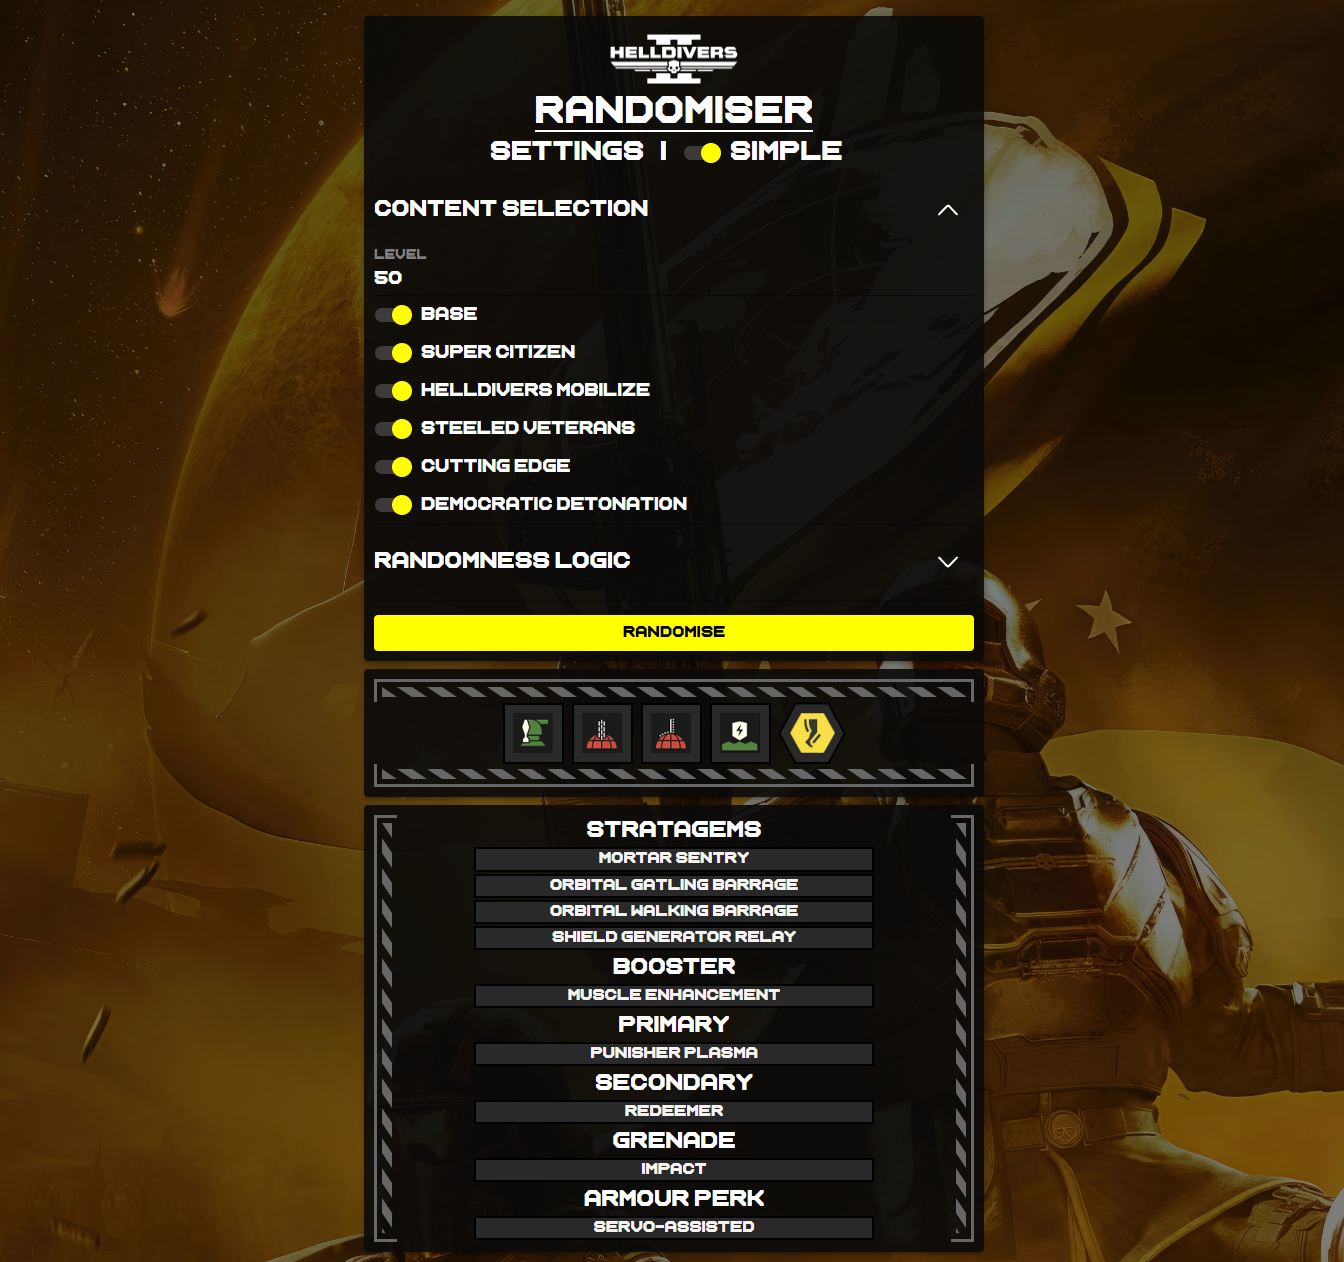 HELLDIVERS
II
RANDOMISER
SETTINGS | SIMPLE
CONTENT SELECTION
LEVEL
50
BASE
SUPER CITIZEN
HELLDIVERS MOBILIZE
STEELED VETERANS
CUTTING EDGE
DEMOCRATIC DETONATION
RANDOMNESS LOGIC
RANDOMISE
STRATAGEMS
MORTAR SENTRY
ORBITAL GATLING BARRAGE
ORBITAL WALKING BARRAGE
SHIELD GENERATOR RELAY
BOOSTER
MUSCLE ENHANCEMENT
PRIMARY
PUNISHER PLASMA
SECONDARY
REDEEMER
GRENADE
IMPACT
ARMOUR PERK
SERVO-ASSISTED